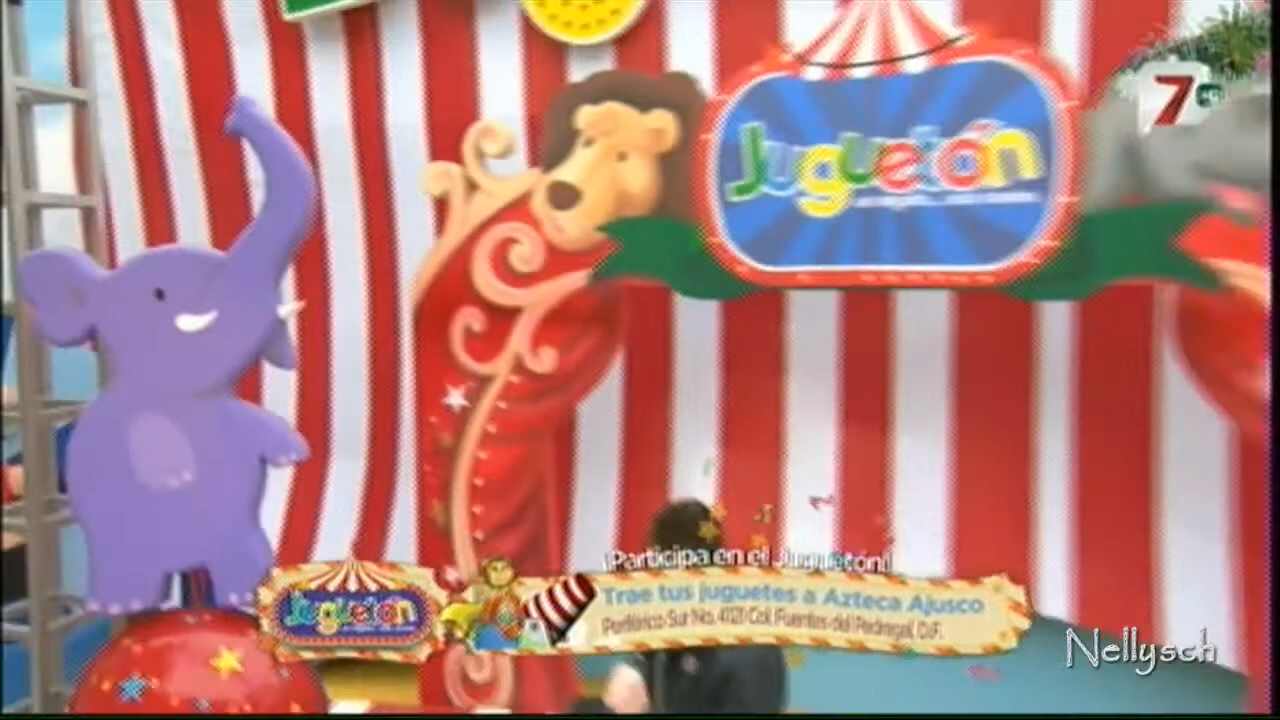 Juguetón
7
¡Participa en el Juguetón!
Juguetón
Trae tus juguetes a Azteca Ajusco
Periférico Sur No. 4121 Col. Fuentes del Pedregal, D.F.
Nellysch